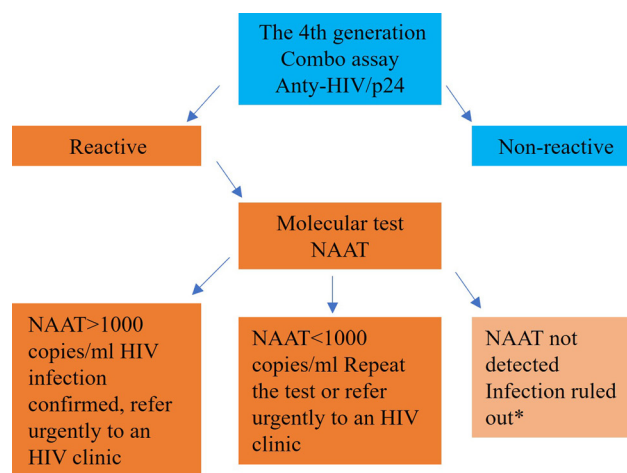 The 4th generation
Combo assay
Anty-HIV/p24
Reactive
Non-reactive
Molecular test
NAAT
NAAT>1000
copies/ml HIV
infection
confirmed, refer
urgently to an
HIV clinic
NAAT<1000
copies/ml Repeat
the test or refer
urgently to an HIV
clinic
NAAT not
detected
Infection ruled
out*